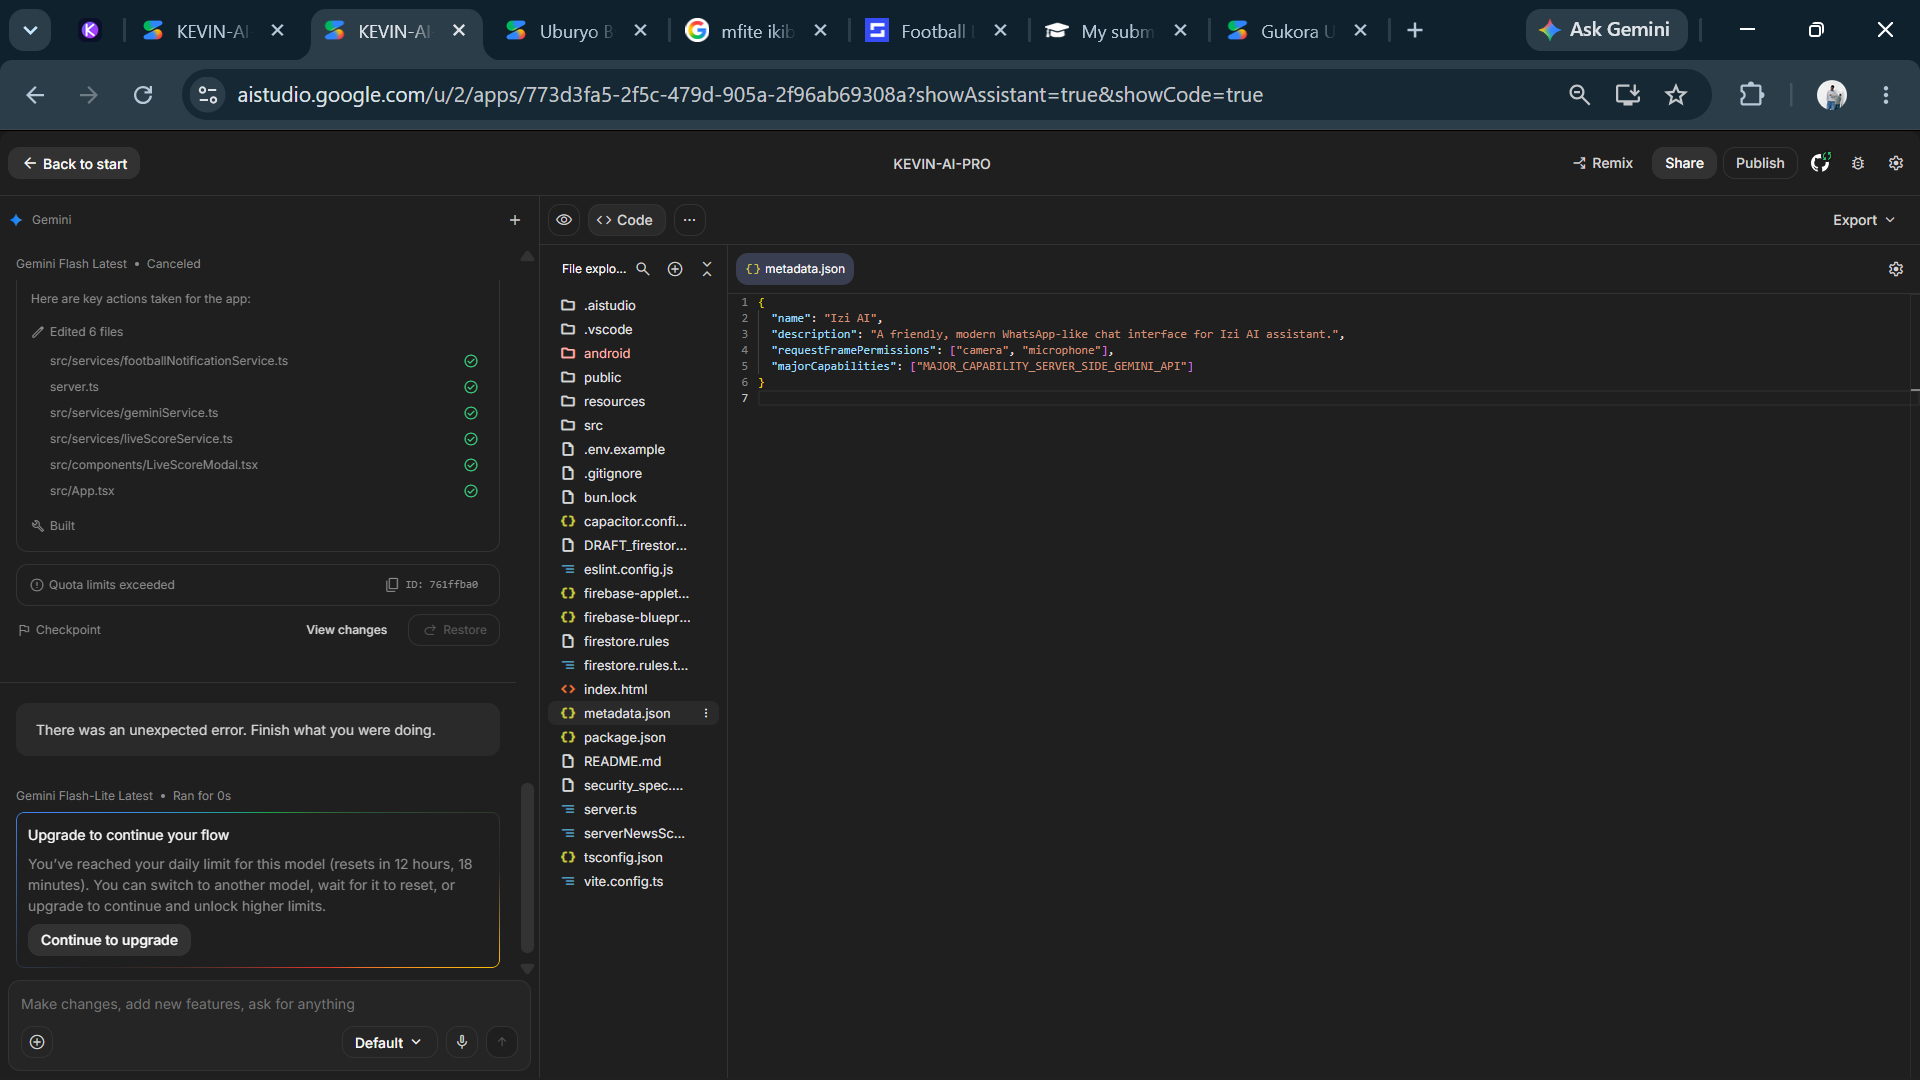 KEVIN-AI
KEVIN-AI
Uburyo B
mfite ikib
Football
My subm
Gukora U
Ask Gemini
aistudio.google.com/u/2/apps/773d3fa5-2f5c-479d-905a-2f96ab69308a?showAssistant=true&showCode=true
Back to start
KEVIN-AI-PRO
Remix
Share
Publish
Gemini
Code
Export
Gemini Flash Latest • Canceled
Here are key actions taken for the app:
Edited 6 files
src/services/footballNotificationService.ts
server.ts
src/services/geminiService.ts
src/services/liveScoreService.ts
src/components/LiveScoreModal.tsx
src/App.tsx
Built
Quota limits exceeded
ID: 761ffba0
Checkpoint
View changes
Restore
There was an unexpected error. Finish what you were doing.
Gemini Flash-Lite Latest • Ran for 0s
Upgrade to continue your flow
You've reached your daily limit for this model (resets in 12 hours, 18
minutes). You can switch to another model, wait for it to reset, or
upgrade to continue and unlock higher limits.
Continue to upgrade
Make changes, add new features, ask for anything
Default
File explo...
.aistudio
.vscode
android
public
resources
src
.env.example
.gitignore
bun.lock
capacitor.confi...
DRAFT_firestor...
eslint.config.js
firebase-applet...
firebase-bluepr...
firestore.rules
firestore.rules.t...
index.html
metadata.json
package.json
README.md
security_spec....
server.ts
serverNewsSc...
tsconfig.json
vite.config.ts
{} metadata.json
1 {
2 "name": "Izi AI",
3 "description": "A friendly, modern WhatsApp-like chat interface for Izi AI assistant.",
4 "requestFramePermissions": ["camera", "microphone"],
5 "majorCapabilities": ["MAJOR_CAPABILITY_SERVER_SIDE_GEMINI_API"]
6 }
7